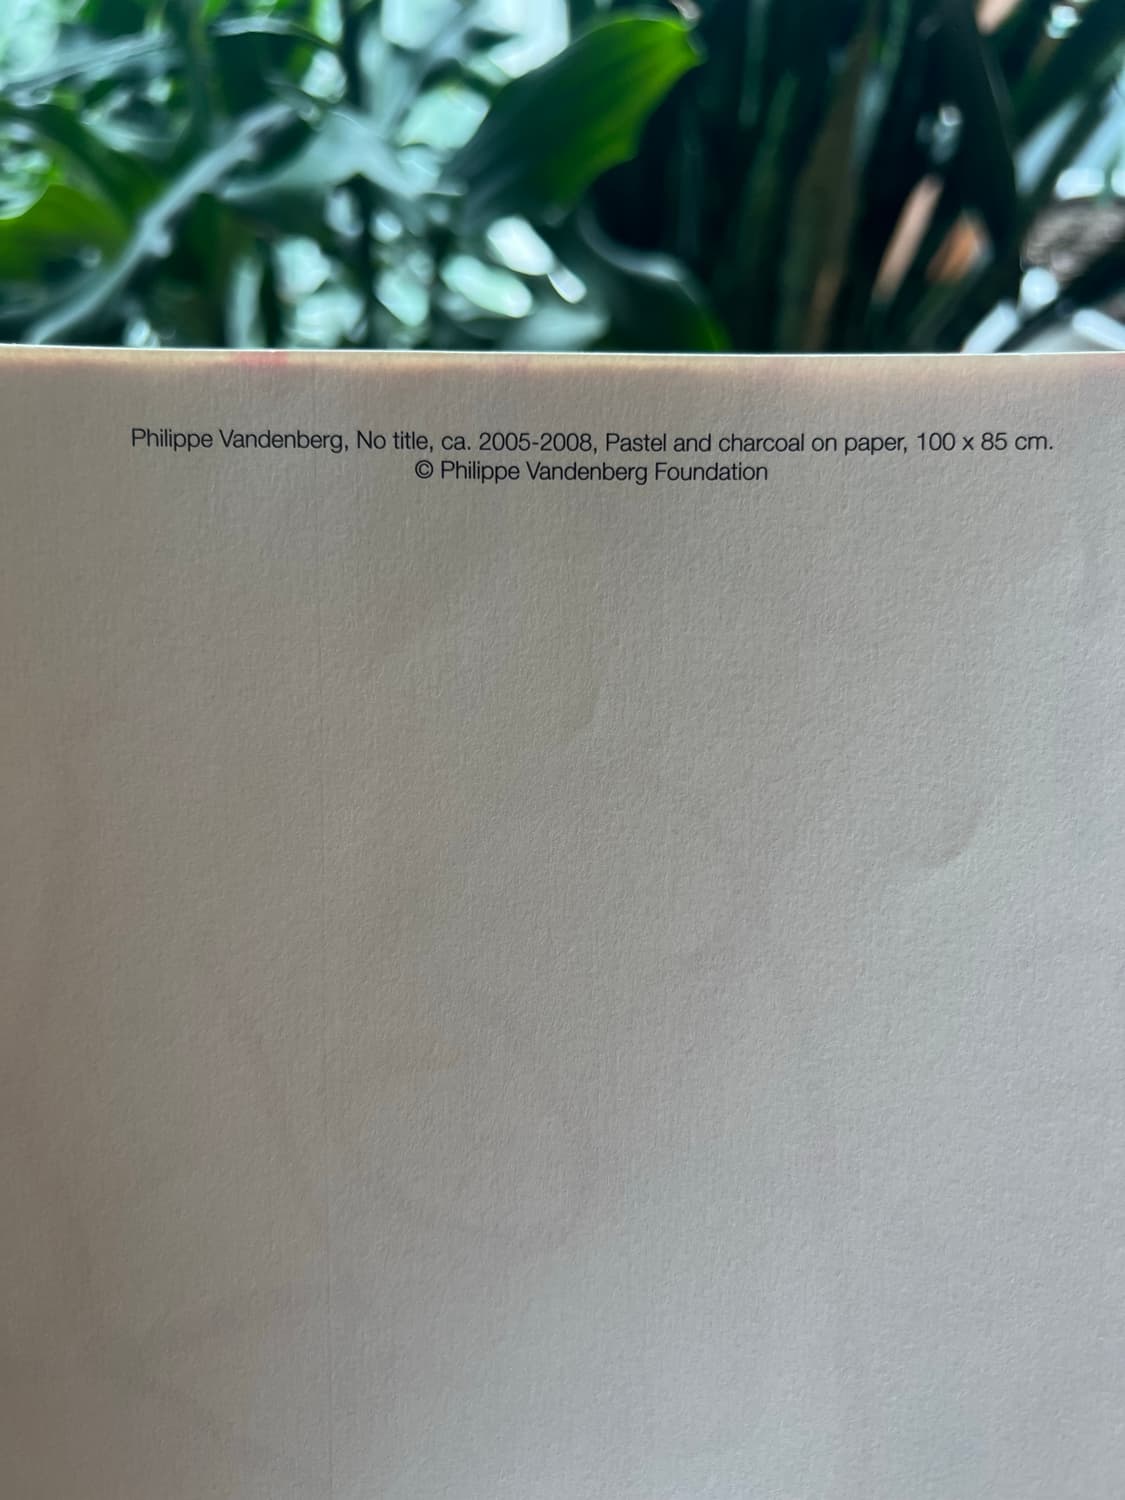 Philippe Vandenberg, No title, ca. 2005-2008, Pastel and charcoal on paper, 100 x 85 cm.
© Philippe Vandenberg Foundation